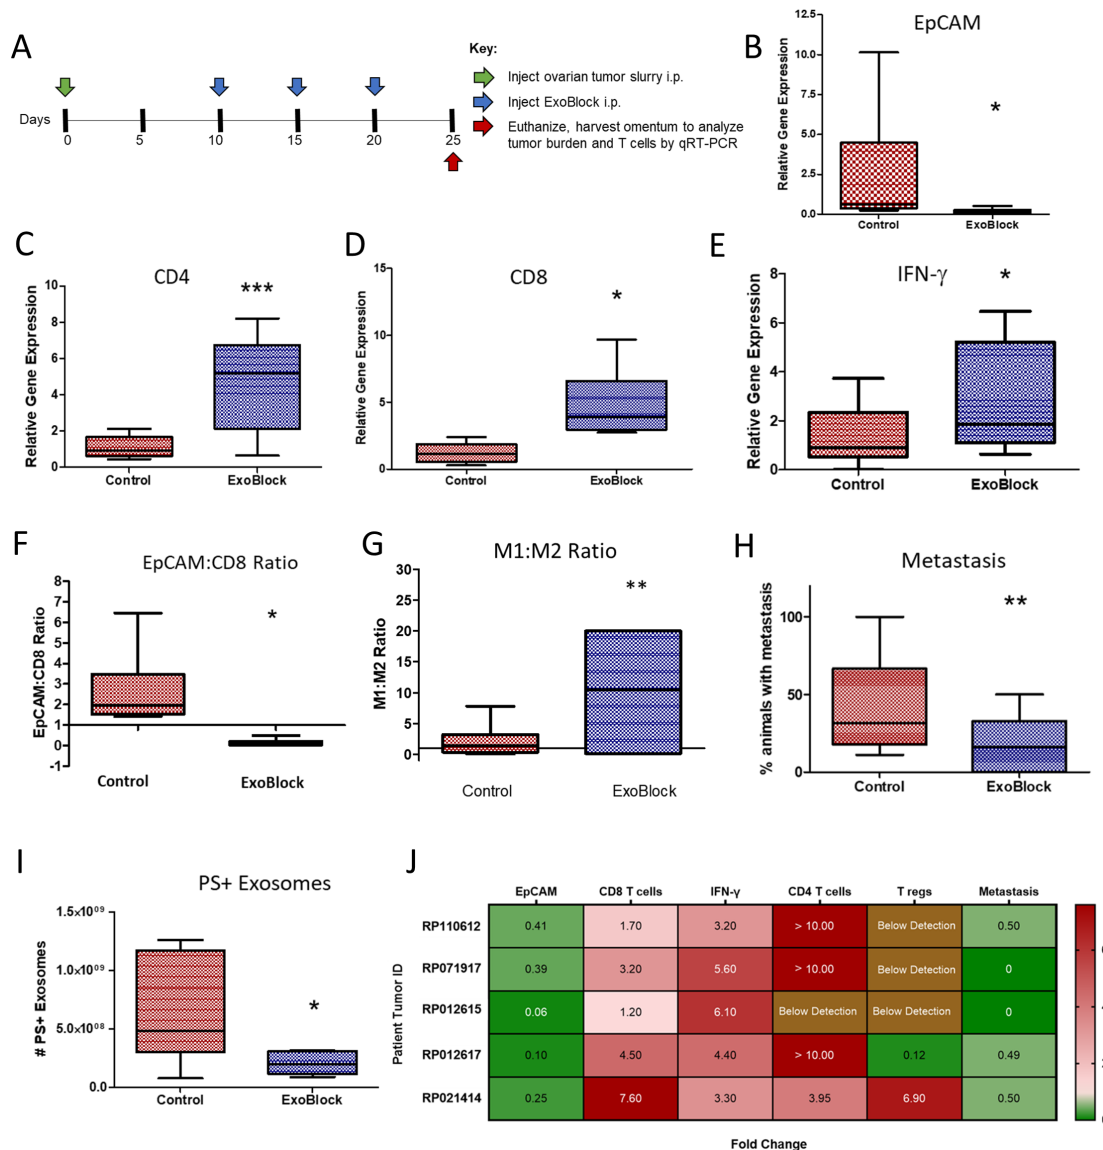 A
Key:
Inject ovarian tumor slurry i.p.
Inject ExoBlock i.p.
Euthanize, harvest omentum to analyze
tumor burden and T cells by qRT-PCR
Days
0 5 10 15 20 25
B
EpCAM
Relative Gene Expression
12.5
10.0
7.5
5.0
2.5
0.0
*
Control ExoBlock
C
CD4
Relative Gene Expression
10
8
6
4
2
0
***
Control ExoBlock
D
CD8
Relative Gene Expression
15
10
5
0
*
Control ExoBlock
E
IFN-γ
Relative Gene Expression
8
6
4
2
0
*
Control ExoBlock
F
EpCAM:CD8 Ratio
EpCAM:CD8 Ratio
8
7
6
5
4
3
2
1
0
-1
*
Control ExoBlock
G
M1:M2 Ratio
M1:M2 Ratio
30
25
20
15
10
5
0
**
Control ExoBlock
H
Metastasis
% animals with metastasis
100
50
0
**
Control ExoBlock
I
PS+ Exosomes
# PS+ Exosomes
1.5×10⁰⁹
1.0×10⁰⁹
5.0×10⁰⁸
0.0
*
Control ExoBlock
J
EpCAM CD8 T cells IFN-γ CD4 T cells T regs Metastasis
Patient Tumor ID
RP110612 0.41 1.70 3.20 > 10.00 Below Detection 0.50
RP071917 0.39 3.20 5.60 > 10.00 Below Detection 0
RP012615 0.06 1.20 6.10 Below Detection Below Detection 0
RP012617 0.10 4.50 4.40 > 10.00 0.12 0.49
RP021414 0.25 7.60 3.30 3.95 6.90 0.50
Fold Change